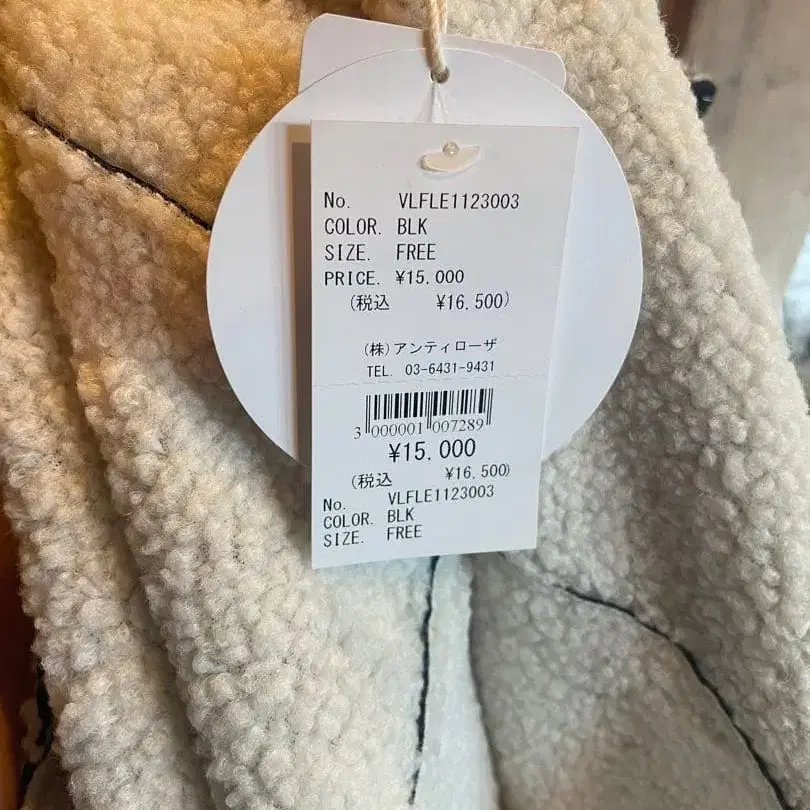 No. VLFLE1123003
COLOR. BLK
SIZE. FREE
PRICE. ¥15,000
(税込 ¥16,500)
(株)アンティローザ
TEL. 03-6431-9431
3 000001 007289
¥15,000
(税込 ¥16,500)
No. VLFLE1123003
COLOR. BLK
SIZE. FREE